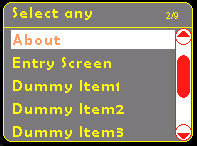 Select any 2/9
About
Entry Screen
Dummy Item1
Dummy Item2
Dummy Item3